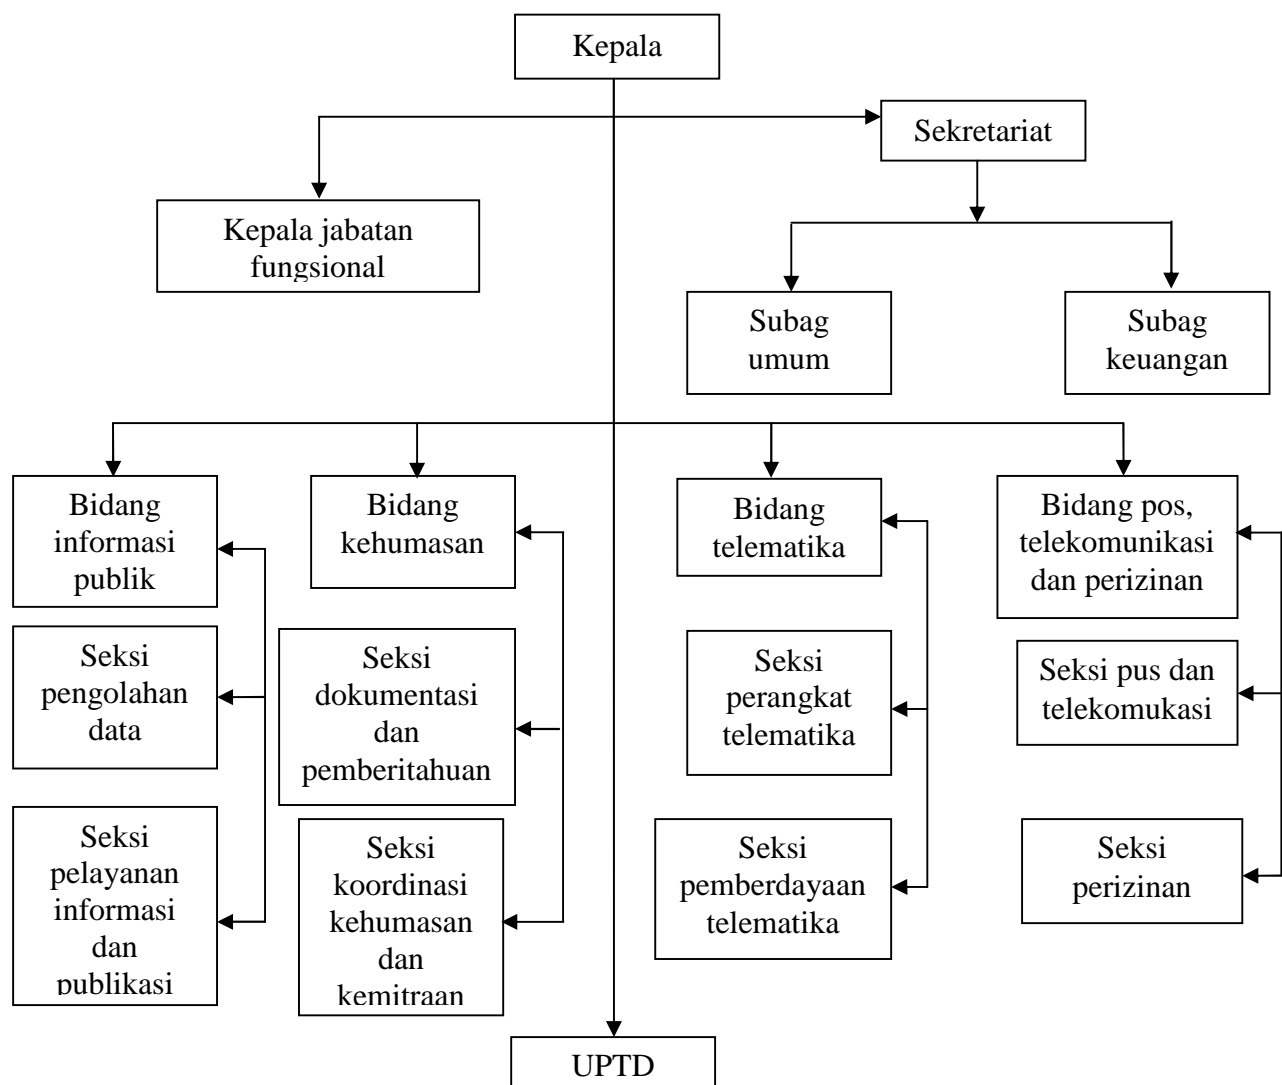 Kepala
Sekretariat
Kepala jabatan
fungsional
Subag
umum
Subag
keuangan
Bidang
informasi
publik
Bidang
kehumasan
Bidang
telematika
Bidang pos,
telekomunikasi
dan perizinan
Seksi
pengolahan
data
Seksi
dokumentasi
dan
pemberitahuan
Seksi
perangkat
telematika
Seksi pus dan
telekomukasi
Seksi
pelayanan
informasi
dan
publikasi
Seksi
koordinasi
kehumasan
dan
kemitraan
Seksi
pemberdayaan
telematika
Seksi
perizinan
UPTD